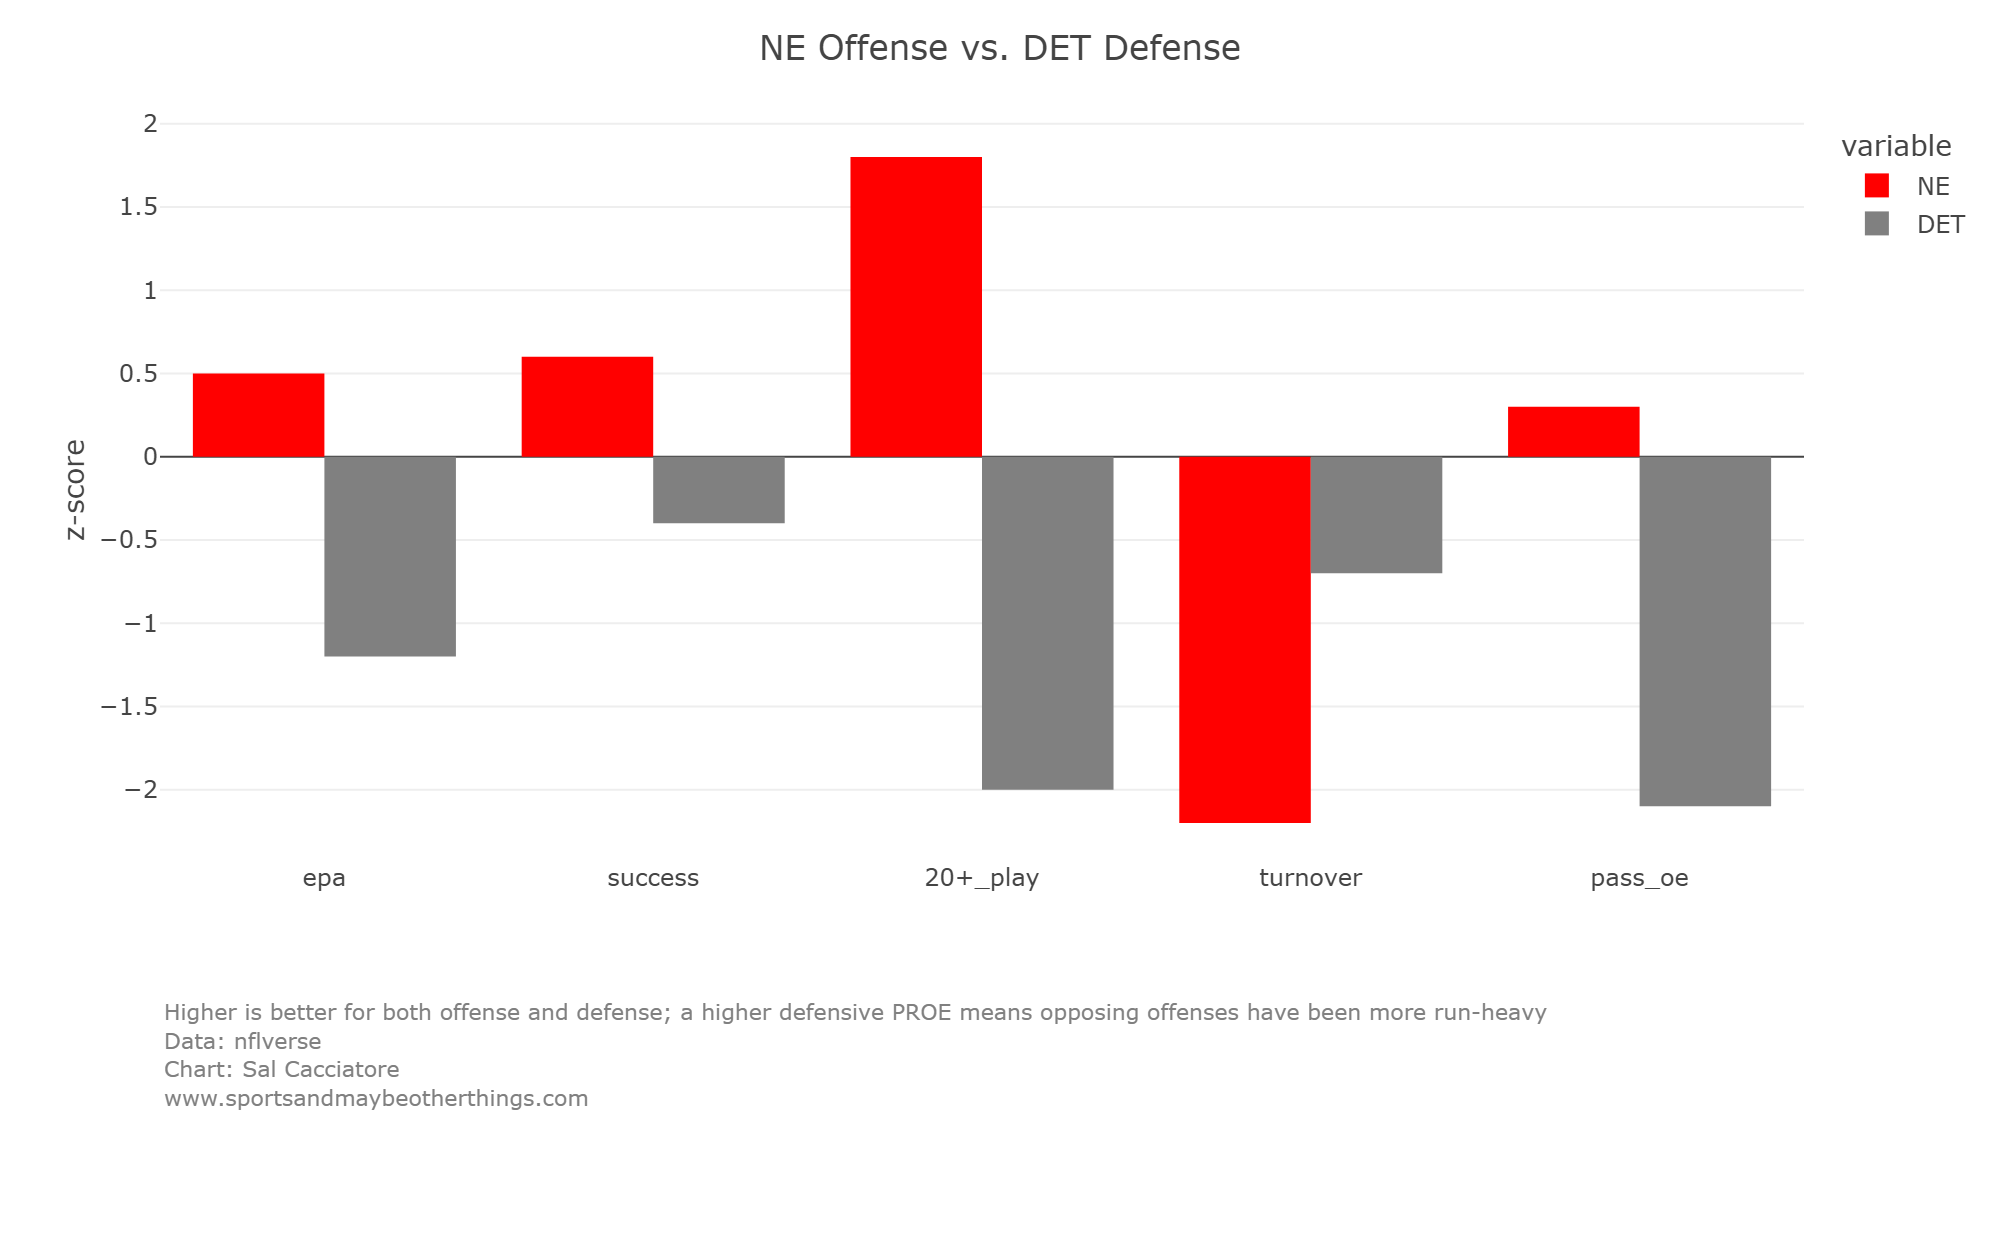 NE Offense vs. DET Defense
2
1.5
1
0.5
0
−0.5
−1
−1.5
−2
z-score
epa success 20+_play turnover pass_oe
variable
NE
DET
Higher is better for both offense and defense; a higher defensive PROE means opposing offenses have been more run-heavy
Data: nflverse
Chart: Sal Cacciatore
www.sportsandmaybeotherthings.com